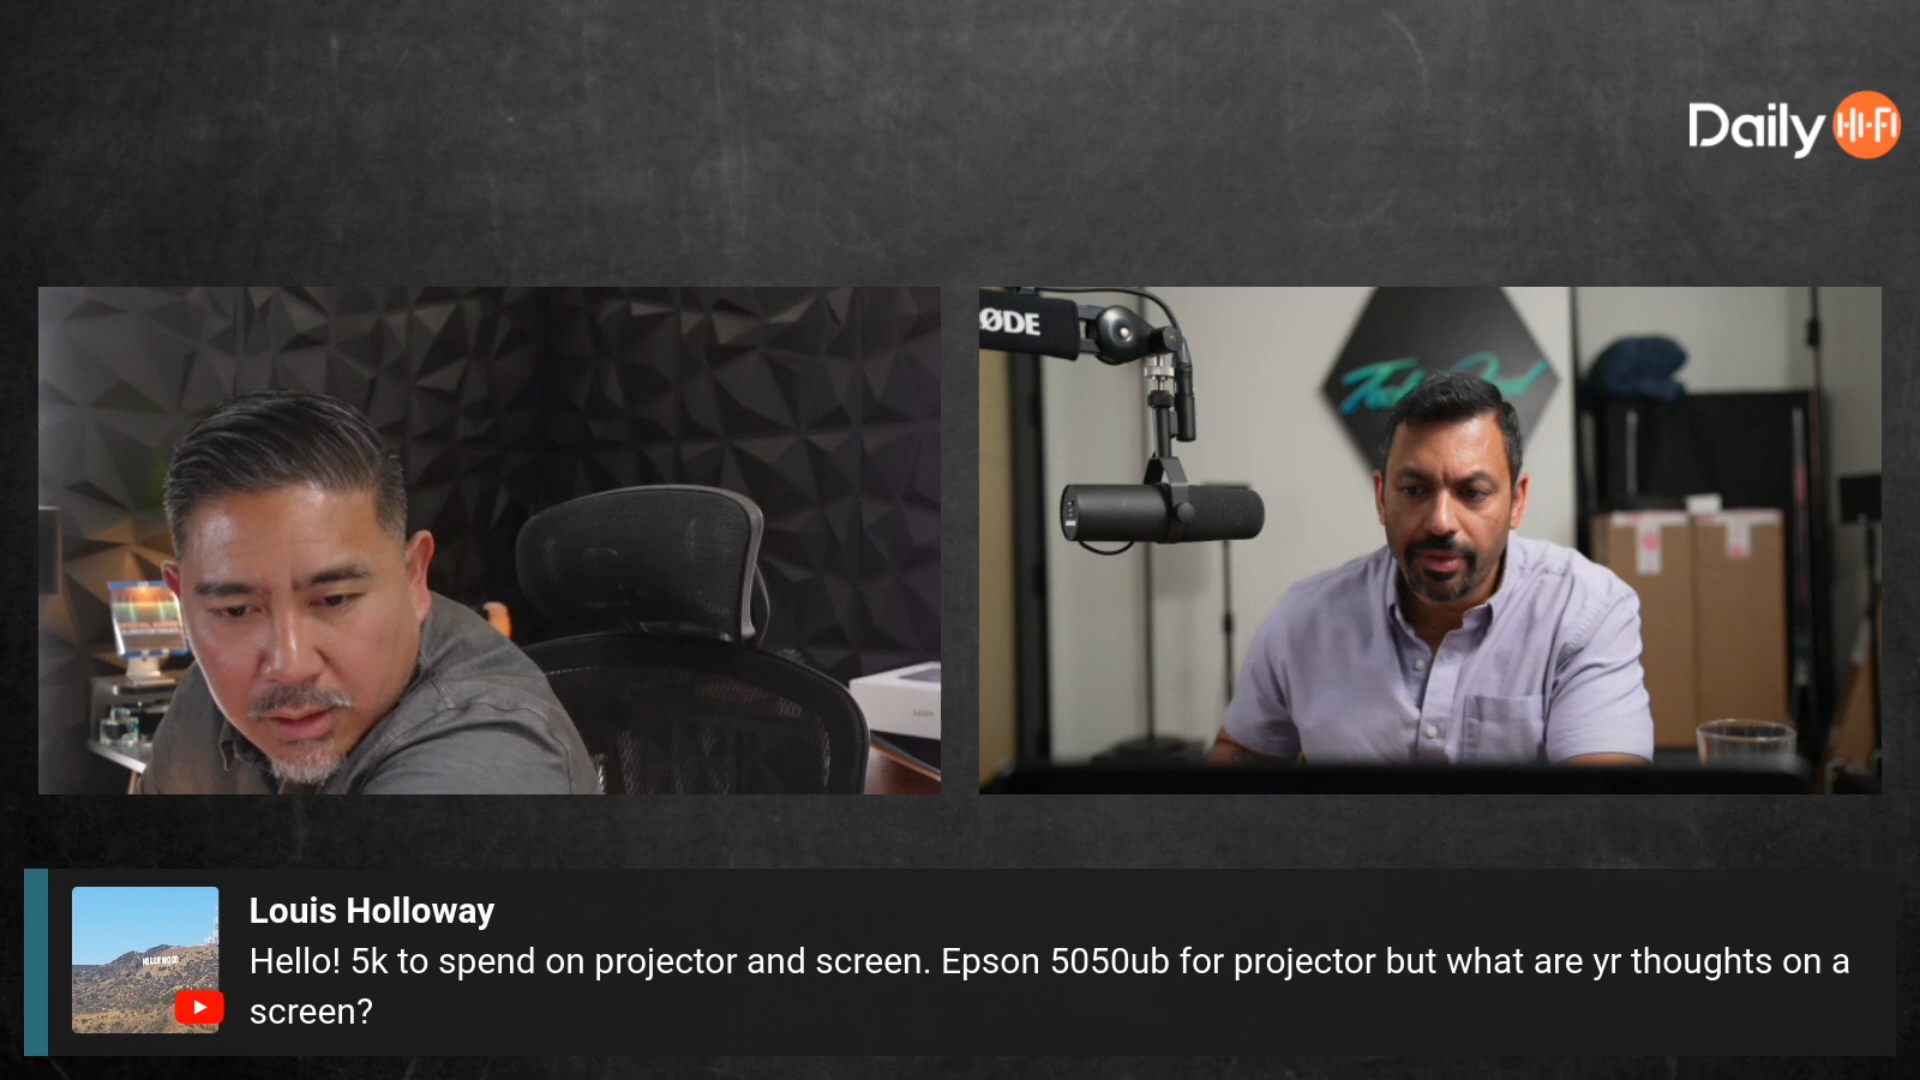 Daily HI-FI
ØDE
Louis Holloway
Hello! 5k to spend on projector and screen. Epson 5050ub for projector but what are yr thoughts on a
screen?